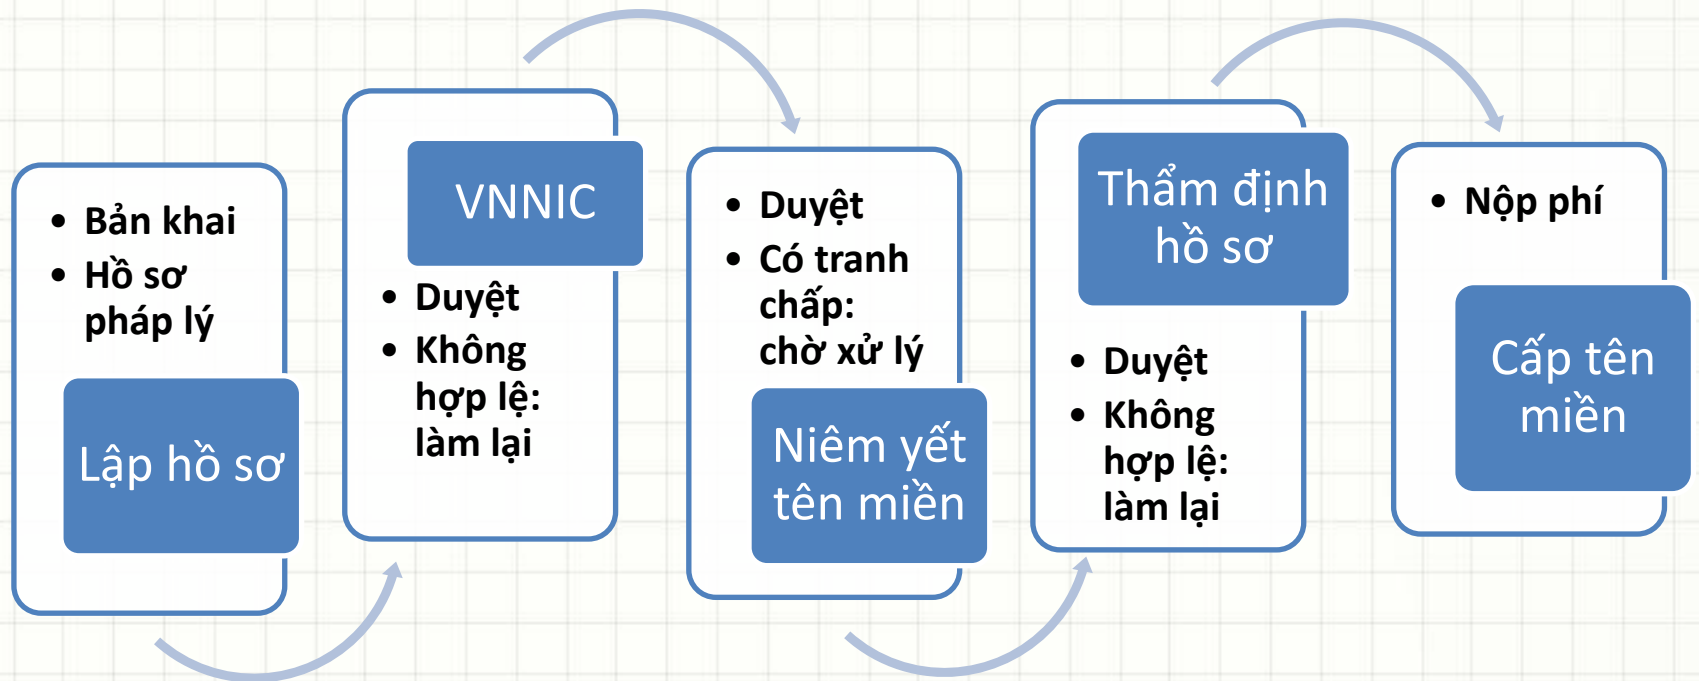 Bản khai
Hồ sơ
pháp lý
Lập hồ sơ
VNNIC
Duyệt
Không
hợp lệ:
làm lại
Duyệt
Có tranh
chấp:
chờ xử lý
Niêm yết
tên miền
Thẩm định
hồ sơ
Duyệt
Không
hợp lệ:
làm lại
Nộp phí
Cấp tên
miền